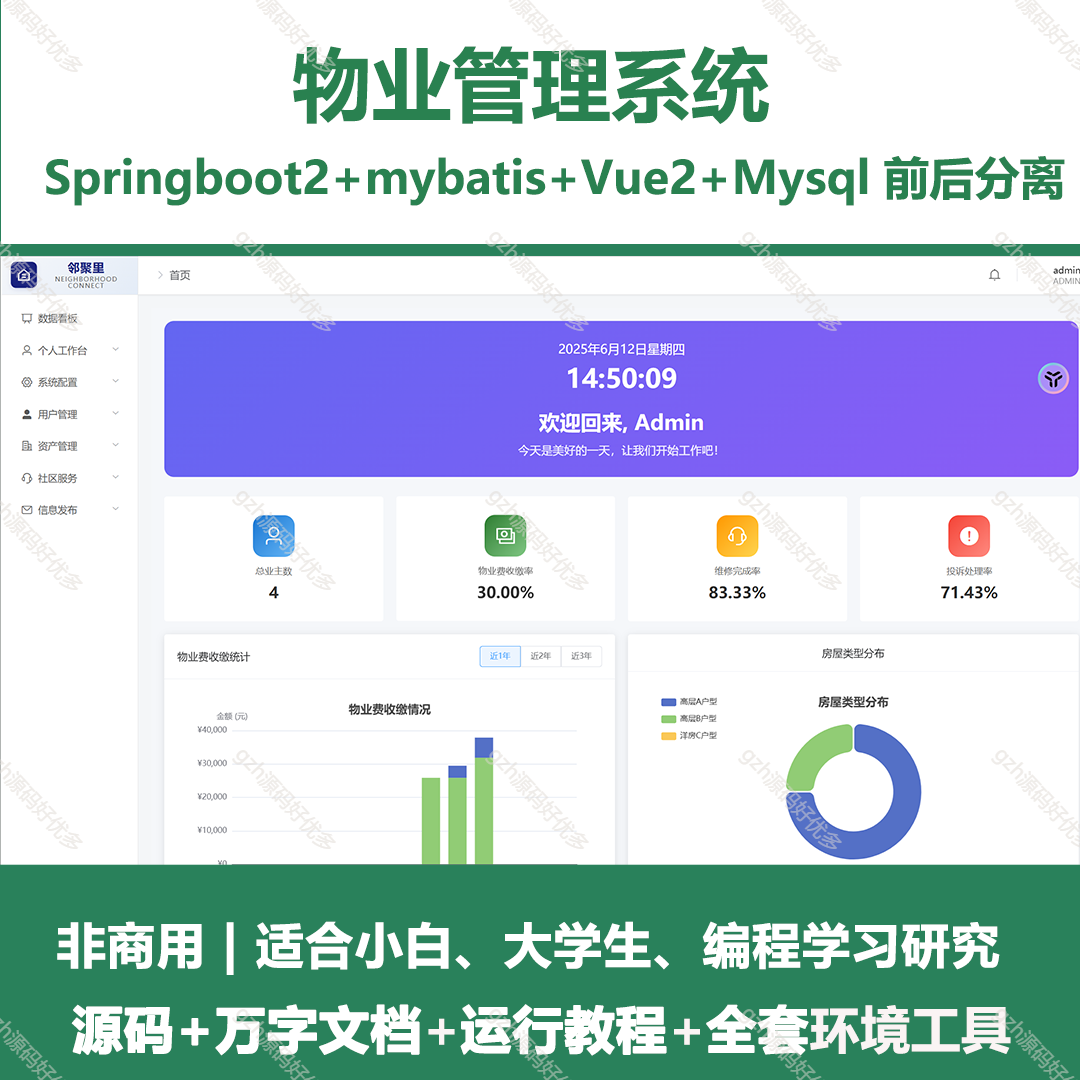 物业管理系统
Springboot2+mybatis+Vue2+Mysql 前后分离
邻聚里
NEIGHBORHOOD
CONNECT
首页
admin
ADMIN
数据看板
个人工作台
系统配置
用户管理
资产管理
社区服务
信息发布
2025年6月12日星期四
14:50:09
欢迎回来, Admin
今天是美好的一天，让我们开始工作吧！
总业主数
4
物业费收缴率
30.00%
维修完成率
83.33%
投诉处理率
71.43%
物业费收缴统计
近1年 近2年 近3年
物业费收缴情况
金额 (元)
¥40,000
¥30,000
¥20,000
¥10,000
¥0
房屋类型分布
房屋类型分布
高层A户型
高层B户型
洋房C户型
非商用 | 适合小白、大学生、编程学习研究
源码+万字文档+运行教程+全套环境工具
gzh源码好优多